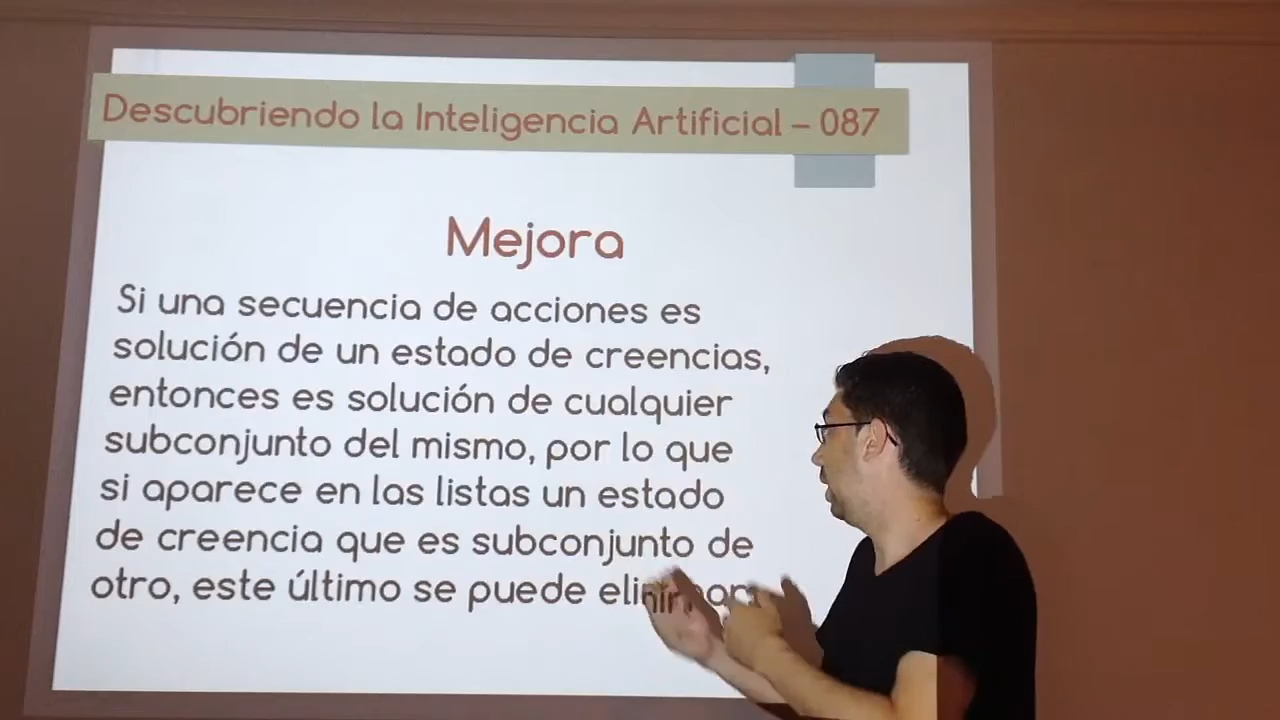 Descubriendo la Inteligencia Artificial – 087
Mejora
Si una secuencia de acciones es
solución de un estado de creencias,
entonces es solución de cualquier
subconjunto del mismo, por lo que
si aparece en las listas un estado
de creencia que es subconjunto de
otro, este último se puede eliminar.